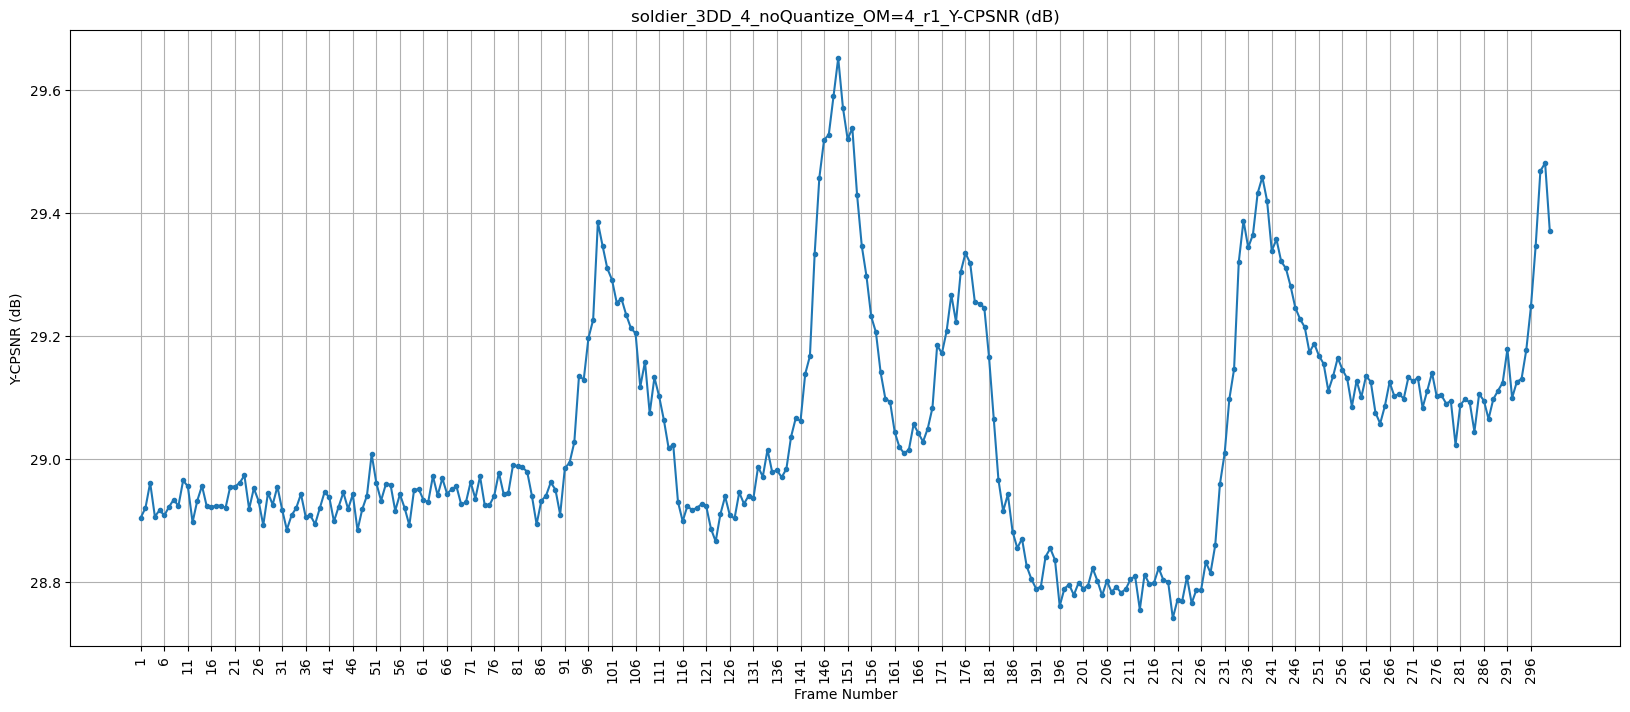 soldier_3DD_4_noQuantize_OM=4_r1_Y-CPSNR (dB)
Y-CPSNR (dB)
29.6
29.4
29.2
29.0
28.8
1 6 11 16 21 26 31 36 41 46 51 56 61 66 71 76 81 86 91 96 101 106 111 116 121 126 131 136 141 146 151 156 161 166 171 176 181 186 191 196 201 206 211 216 221 226 231 236 241 246 251 256 261 266 271 276 281 286 291 296
Frame Number